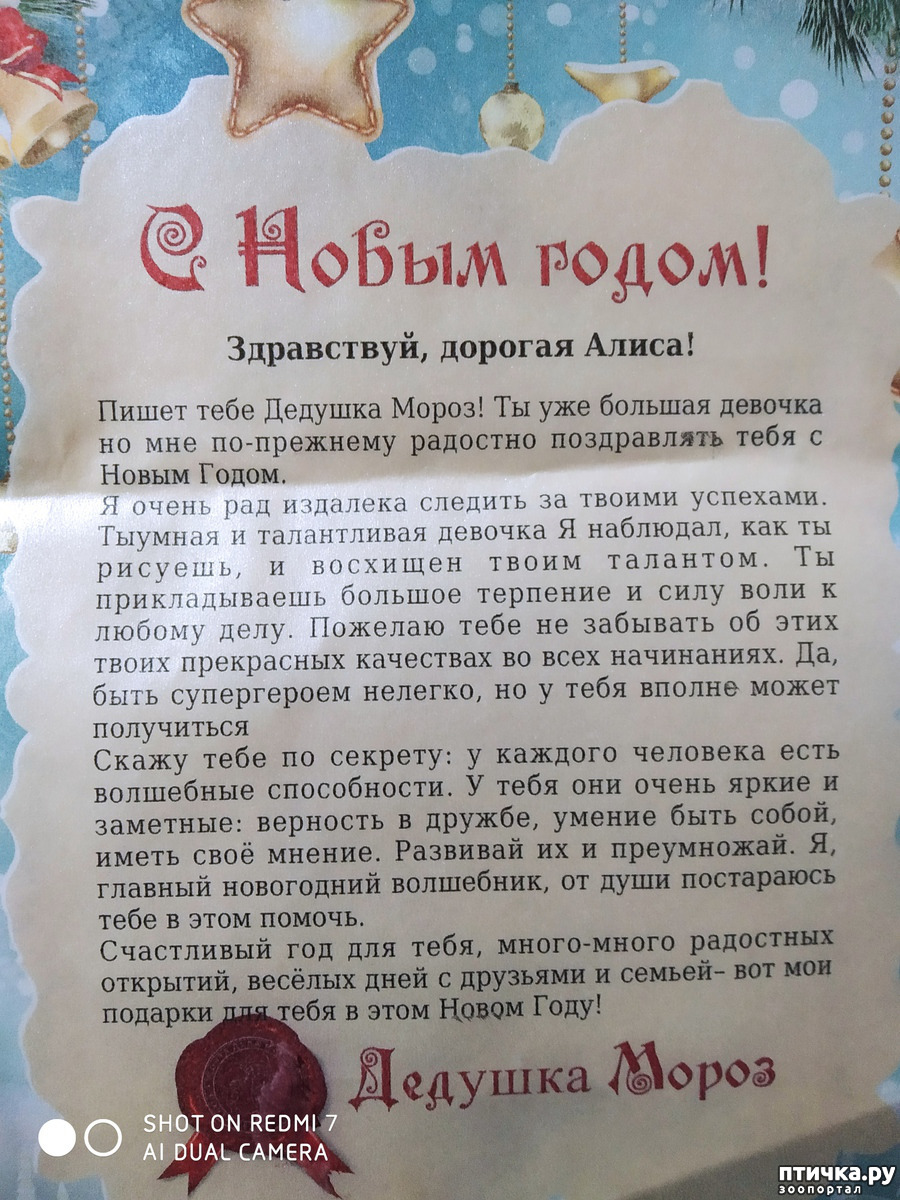 С Новым годом!
Здравствуй, дорогая Алиса!
Пишет тебе Дедушка Мороз! Ты уже большая девочка
но мне по-прежнему радостно поздравлять тебя с
Новым Годом.
Я очень рад издалека следить за твоими успехами.
Тыумная и талантливая девочка Я наблюдал, как ты
рисуешь, и восхищен твоим талантом. Ты
прикладываешь большое терпение и силу воли к
любому делу. Пожелаю тебе не забывать об этих
твоих прекрасных качествах во всех начинаниях. Да,
быть супергероем нелегко, но у тебя вполне может
получиться
Скажу тебе по секрету: у каждого человека есть
волшебные способности. У тебя они очень яркие и
заметные: верность в дружбе, умение быть собой,
иметь своё мнение. Развивай их и преумножай. Я,
главный новогодний волшебник, от души постараюсь
тебе в этом помочь.
Счастливый год для тебя, много-много радостных
открытий, весёлых дней с друзьями и семьей– вот мои
подарки для тебя в этом Новом Году!
Дедушка Мороз
SHOT ON REDMI 7
AI DUAL CAMERA
птичка.ру
зоопортал